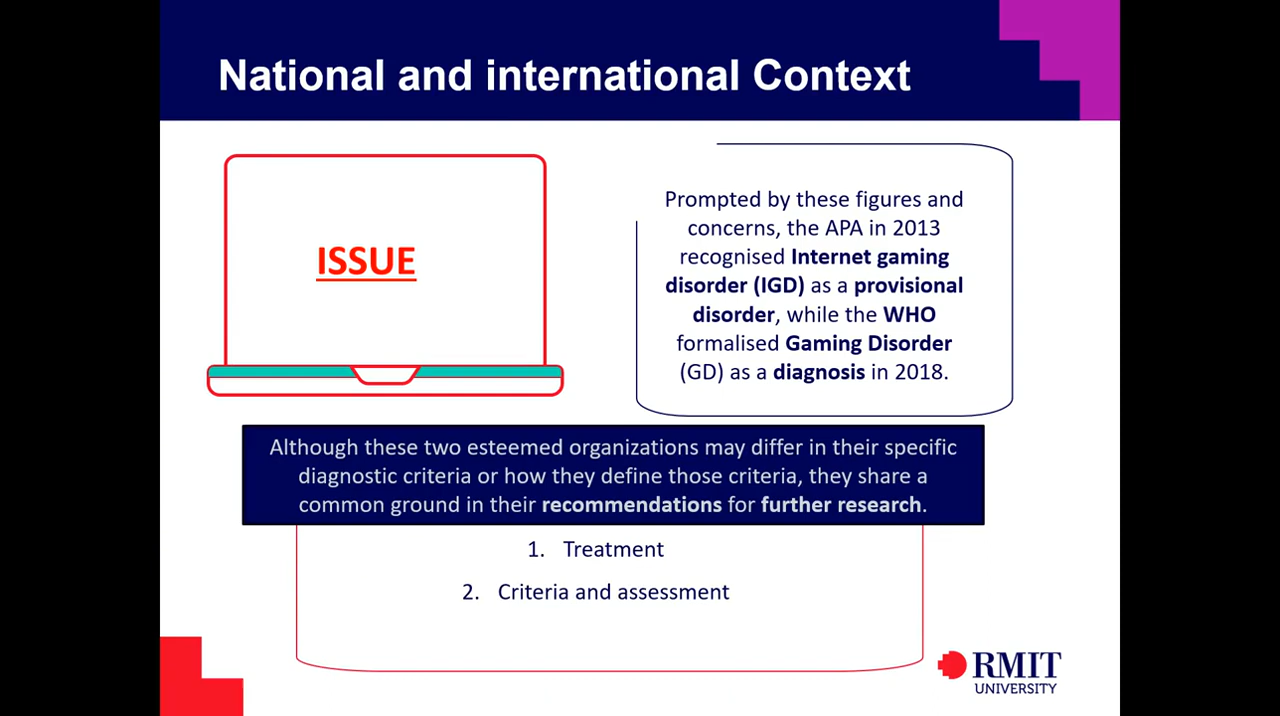 National and international Context
ISSUE
Prompted by these figures and
concerns, the APA in 2013
recognised Internet gaming
disorder (IGD) as a provisional
disorder, while the WHO
formalised Gaming Disorder
(GD) as a diagnosis in 2018.
Although these two esteemed organizations may differ in their specific
diagnostic criteria or how they define those criteria, they share a
common ground in their recommendations for further research.
1. Treatment
2. Criteria and assessment
RMIT
UNIVERSITY